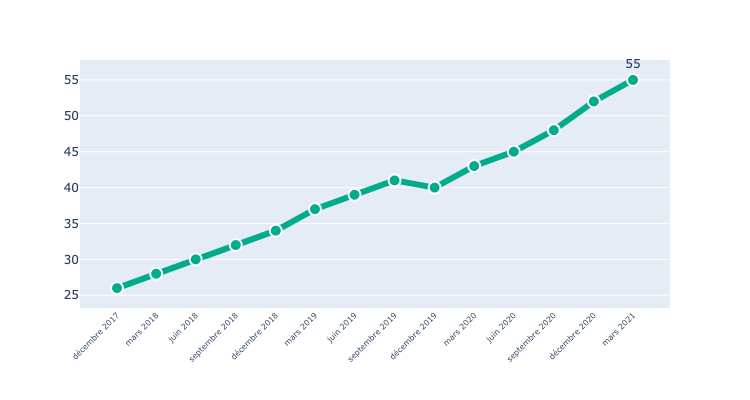 55
55
50
45
40
35
30
25
décembre 2017
mars 2018
juin 2018
septembre 2018
décembre 2018
mars 2019
juin 2019
septembre 2019
décembre 2019
mars 2020
juin 2020
septembre 2020
décembre 2020
mars 2021